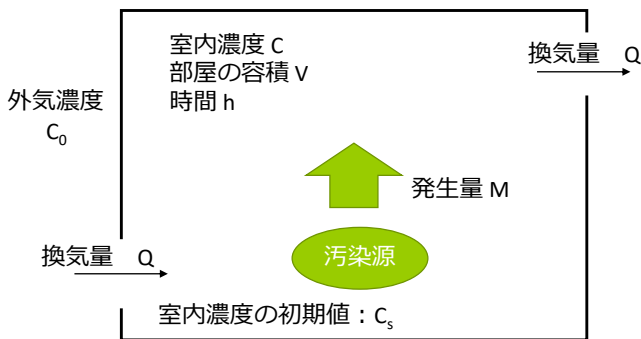 室内濃度 C
部屋の容積 V
時間 h
換気量 Q
外気濃度
C₀
発生量 M
換気量 Q
汚染源
室内濃度の初期値：Cₛ